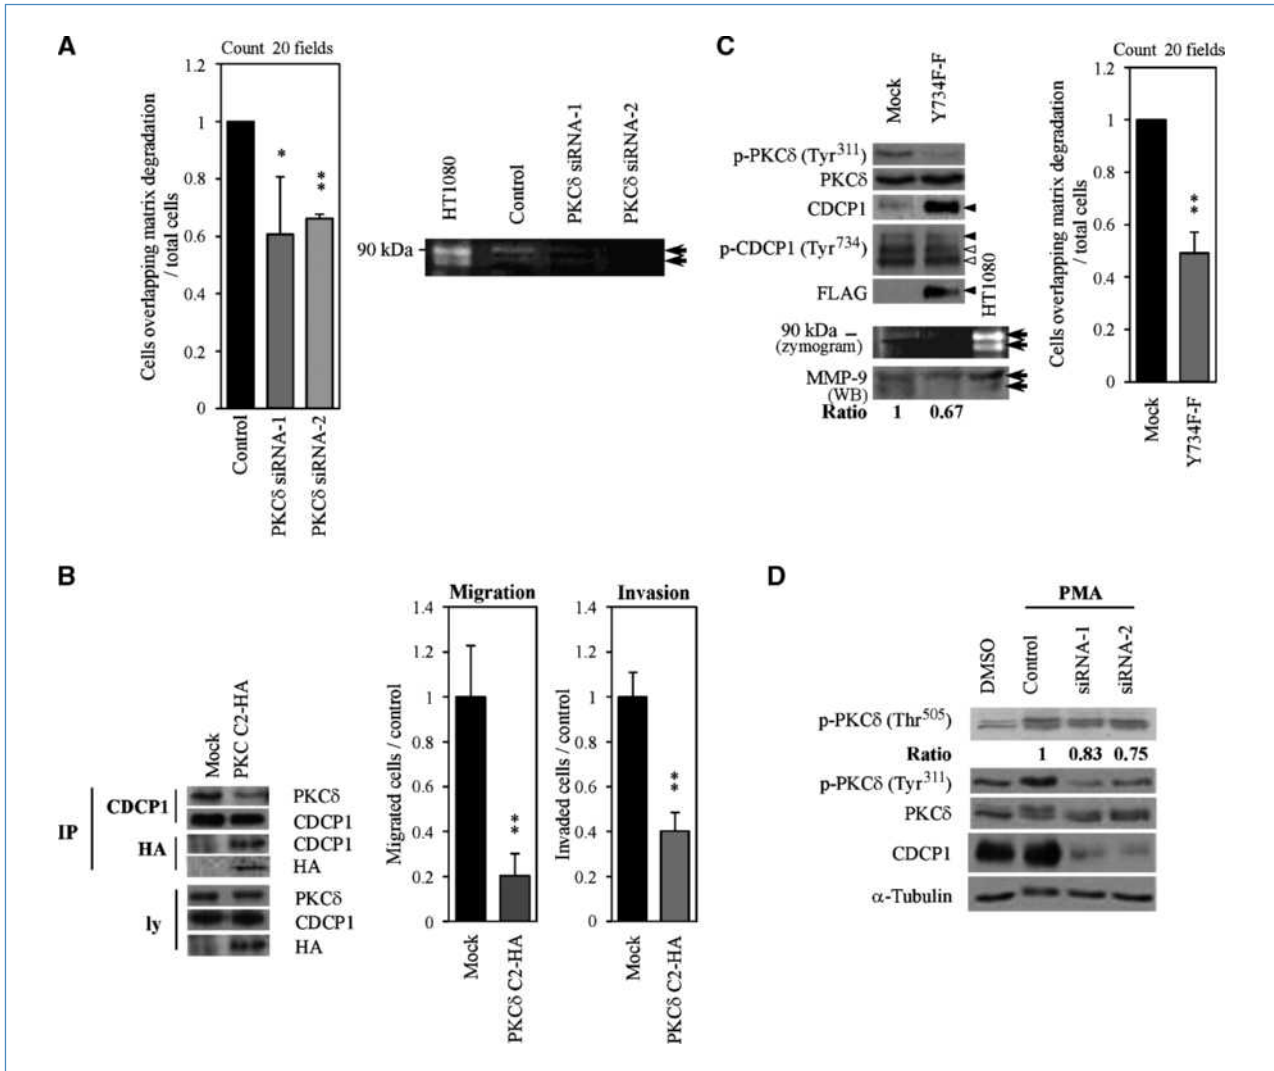 A
Count 20 fields
Cells overlapping matrix degradation
/ total cells
1.2
1
0.8
0.6
0.4
0.2
0
*
**
Control
PKCδ siRNA-1
PKCδ siRNA-2
HT1080
Control
PKCδ siRNA-1
PKCδ siRNA-2
90 kDa
C
Mock
Y734F-F
p-PKCδ (Tyr311)
PKCδ
CDCP1
p-CDCP1 (Tyr734)
FLAG
HT1080
90 kDa
(zymogram)
MMP-9
(WB)
Ratio 1 0.67
Count 20 fields
Cells overlapping matrix degradation
/ total cells
1.2
1
0.8
0.6
0.4
0.2
0
**
Mock
Y734F-F
B
Mock
PKC C2-HA
IP
CDCP1
PKCδ
CDCP1
HA
CDCP1
HA
ly
PKCδ
CDCP1
HA
Migration
Migrated cells / control
1.4
1.2
1
0.8
0.6
0.4
0.2
0
**
Mock
PKCδ C2-HA
Invasion
Invaded cells / control
1.4
1.2
1
0.8
0.6
0.4
0.2
0
**
Mock
PKCδ C2-HA
D
PMA
DMSO
Control
siRNA-1
siRNA-2
p-PKCδ (Thr505)
Ratio 1 0.83 0.75
p-PKCδ (Tyr311)
PKCδ
CDCP1
α-Tubulin